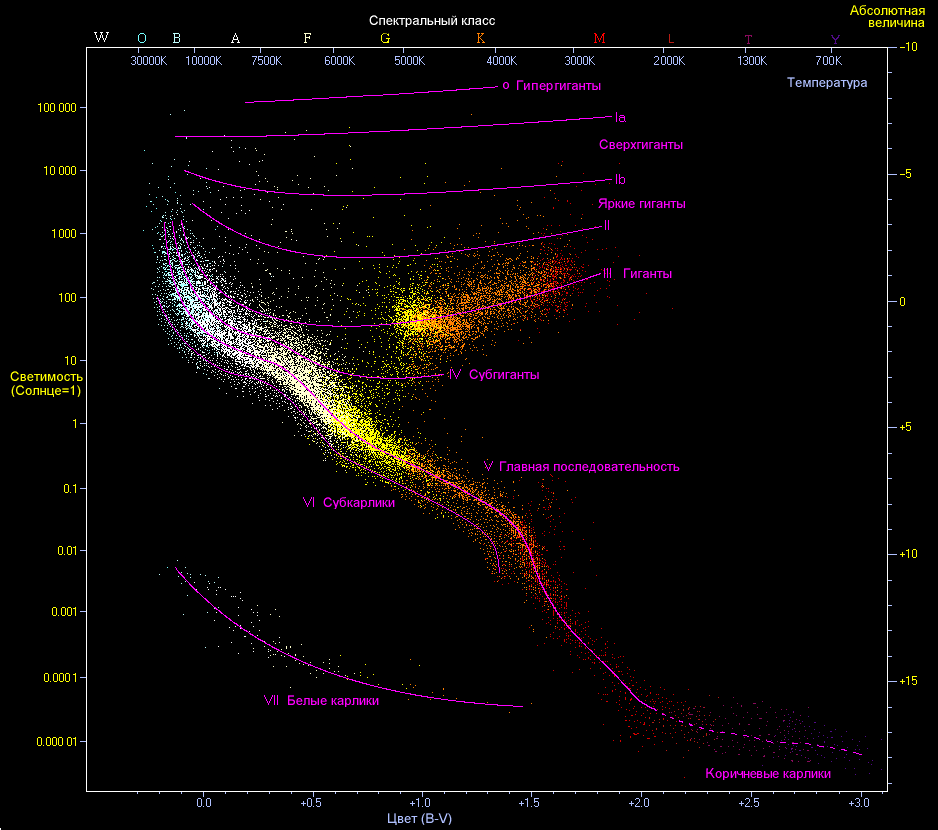 Спектральный класс
Абсолютная
величина
W O B A F G K M L T Y
-10
30000K 10000K 7500K 6000K 5000K 4000K 3000K 2000K 1300K 700K
Температура
0 Гипергиганты
100 000
Ia
Сверхгиганты
10 000
-5
Ib
Яркие гиганты
1000
II
III Гиганты
100
0
10
IV Субгиганты
Светимость
(Солнце=1)
1
+5
V Главная последовательность
0.1
VI Субкарлики
0.01
+10
0.001
0.0001
+15
VII Белые карлики
0.000 01
Коричневые карлики
0.0 +0.5 +1.0 +1.5 +2.0 +2.5 +3.0
Цвет (B-V)